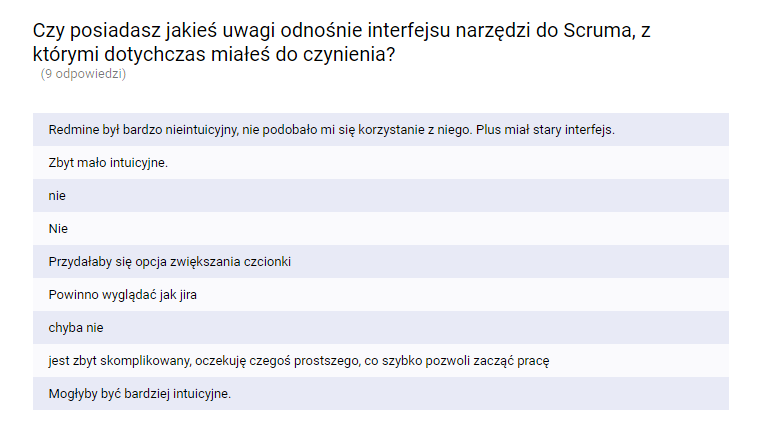 Czy posiadasz jakieś uwagi odnośnie interfejsu narzędzi do Scruma, z
którymi dotychczas miałeś do czynienia?
(9 odpowiedzi)
Redmine był bardzo nieintuicyjny, nie podobało mi się korzystanie z niego. Plus miał stary interfejs.
Zbyt mało intuicyjne.
nie
Nie
Przydałaby się opcja zwiększania czcionki
Powinno wyglądać jak jira
chyba nie
jest zbyt skomplikowany, oczekuję czegoś prostszego, co szybko pozwoli zacząć pracę
Mogłyby być bardziej intuicyjne.